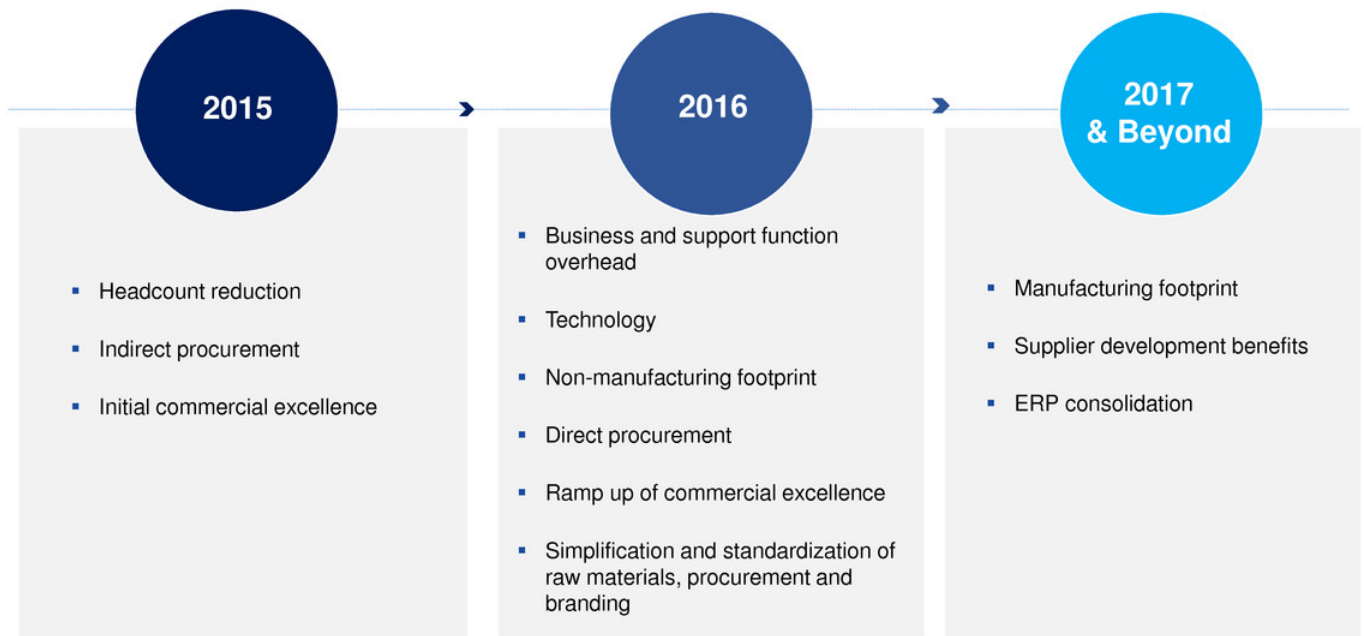 2015
Headcount reduction
Indirect procurement
Initial commercial excellence
2016
Business and support function
overhead
Technology
Non-manufacturing footprint
Direct procurement
Ramp up of commercial excellence
Simplification and standardization of
raw materials, procurement and
branding
2017
& Beyond
Manufacturing footprint
Supplier development benefits
ERP consolidation